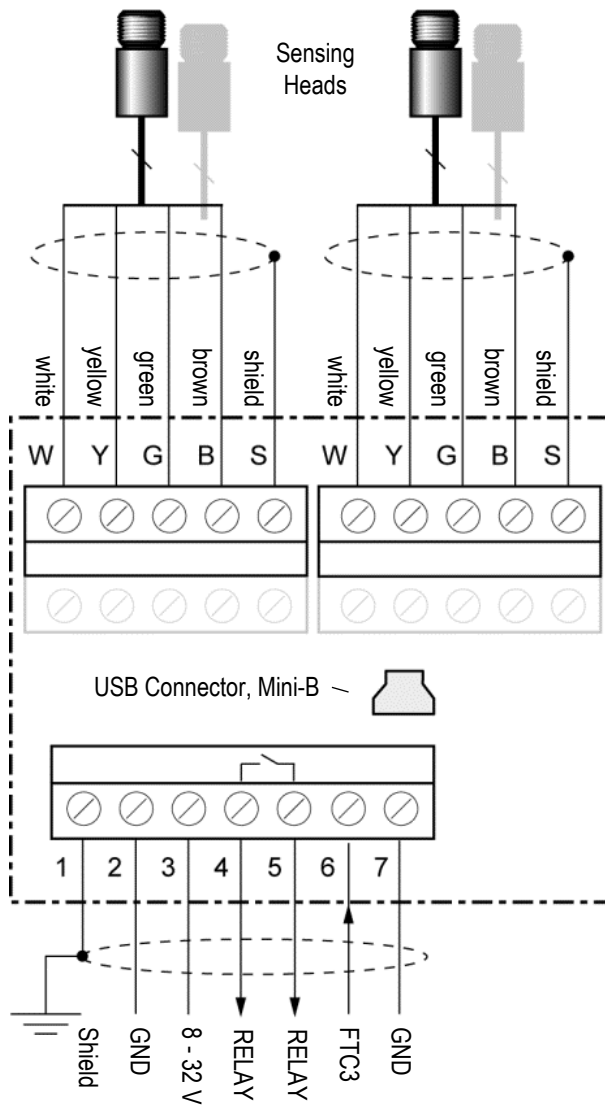 Sensing
Heads
white
yellow
green
brown
shield
white
yellow
green
brown
shield
W Y G B S W Y G B S
USB Connector, Mini-B
1 2 3 4 5 6 7
Shield
GND
8 - 32 V
RELAY
RELAY
FTC3
GND